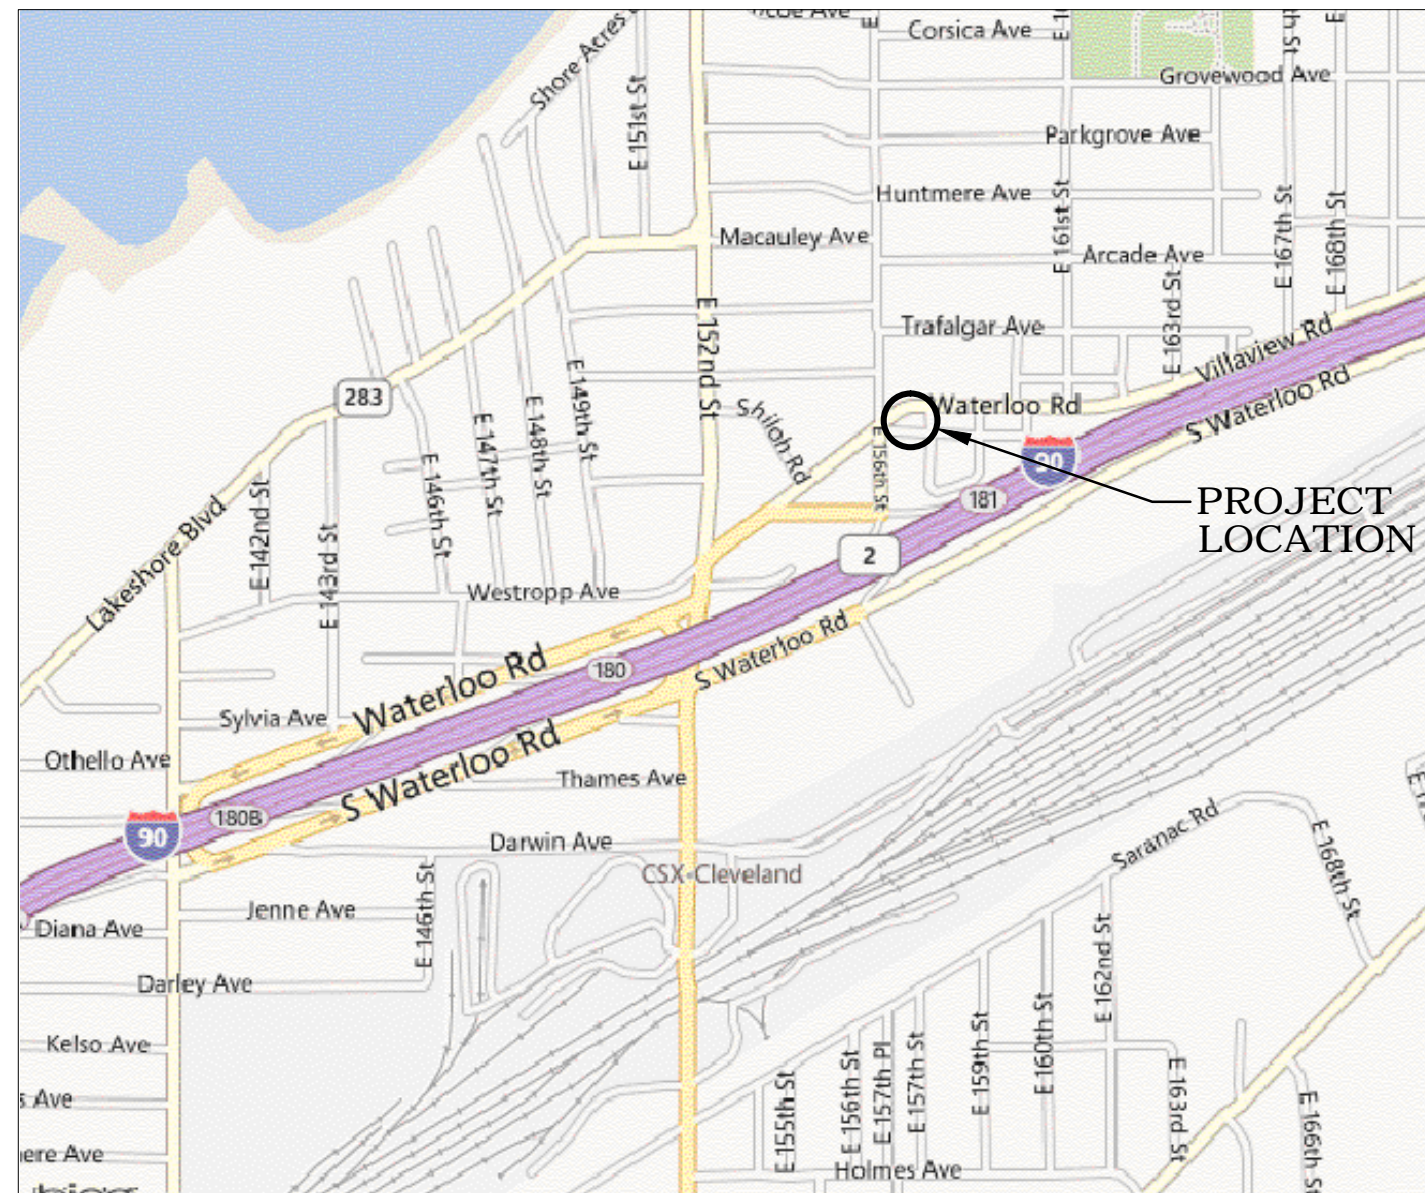 Shore Acres
E 151st St
Corsica Ave
Grovewood Ave
Parkgrove Ave
Huntmere Ave
E 161st St
E 167th St
E 168th St
Macauley Ave
Arcade Ave
E 163rd St
Trafalgar Ave
E 152nd St
Villaview Rd
S Waterloo Rd
Waterloo Rd
283
E 149th St
E 148th St
E 147th St
E 146th St
Shiloh Rd
E 156th St
90
181
PROJECT
LOCATION
Lakeshore Blvd
E 142nd St
E 143rd St
2
Westropp Ave
Waterloo Rd
180
S Waterloo Rd
Sylvia Ave
Othello Ave
S Waterloo Rd
Thames Ave
180B
90
Darwin Ave
CSX-Cleveland
Saranac Rd
E 168th St
E 146th St
Jenne Ave
Diana Ave
Darley Ave
E 162nd St
Kelso Ave
E 155th St
E 156th St
E 157th Pl
E 157th St
E 159th St
E 160th St
E 163rd St
E 166th St
Ave
Ave
Holmes Ave